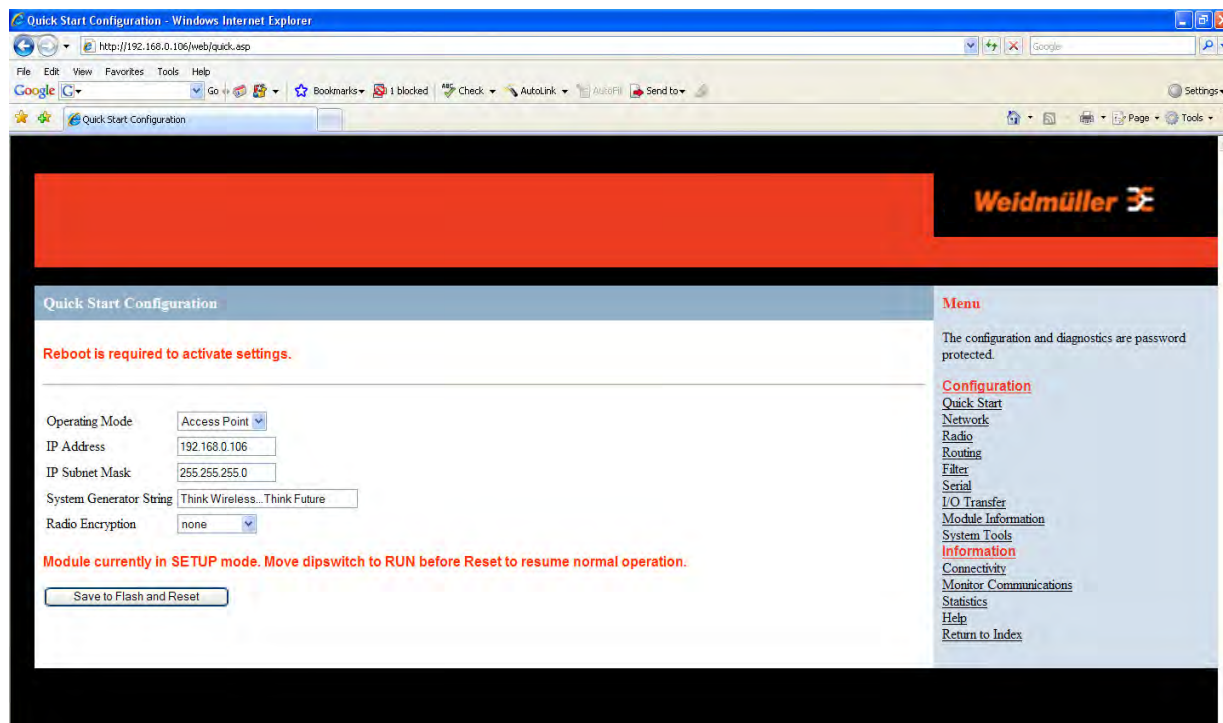 Quick Start Configuration - Windows Internet Explorer
http://192.168.0.106/web/quick.asp
Google
File Edit View Favorites Tools Help
Google G Go Bookmarks 1 blocked Check AutoLink AutoFill Send to Settings
Quick Start Configuration Page Tools
Weidmüller
Quick Start Configuration
Reboot is required to activate settings.
Operating Mode Access Point
IP Address 192.168.0.106
IP Subnet Mask 255.255.255.0
System Generator String Think Wireless...Think Future
Radio Encryption none
Module currently in SETUP mode. Move dipswitch to RUN before Reset to resume normal operation.
Save to Flash and Reset
Menu
The configuration and diagnostics are password
protected.
Configuration
Quick Start
Network
Radio
Routing
Filter
Serial
I/O Transfer
Module Information
System Tools
Information
Connectivity
Monitor Communications
Statistics
Help
Return to Index